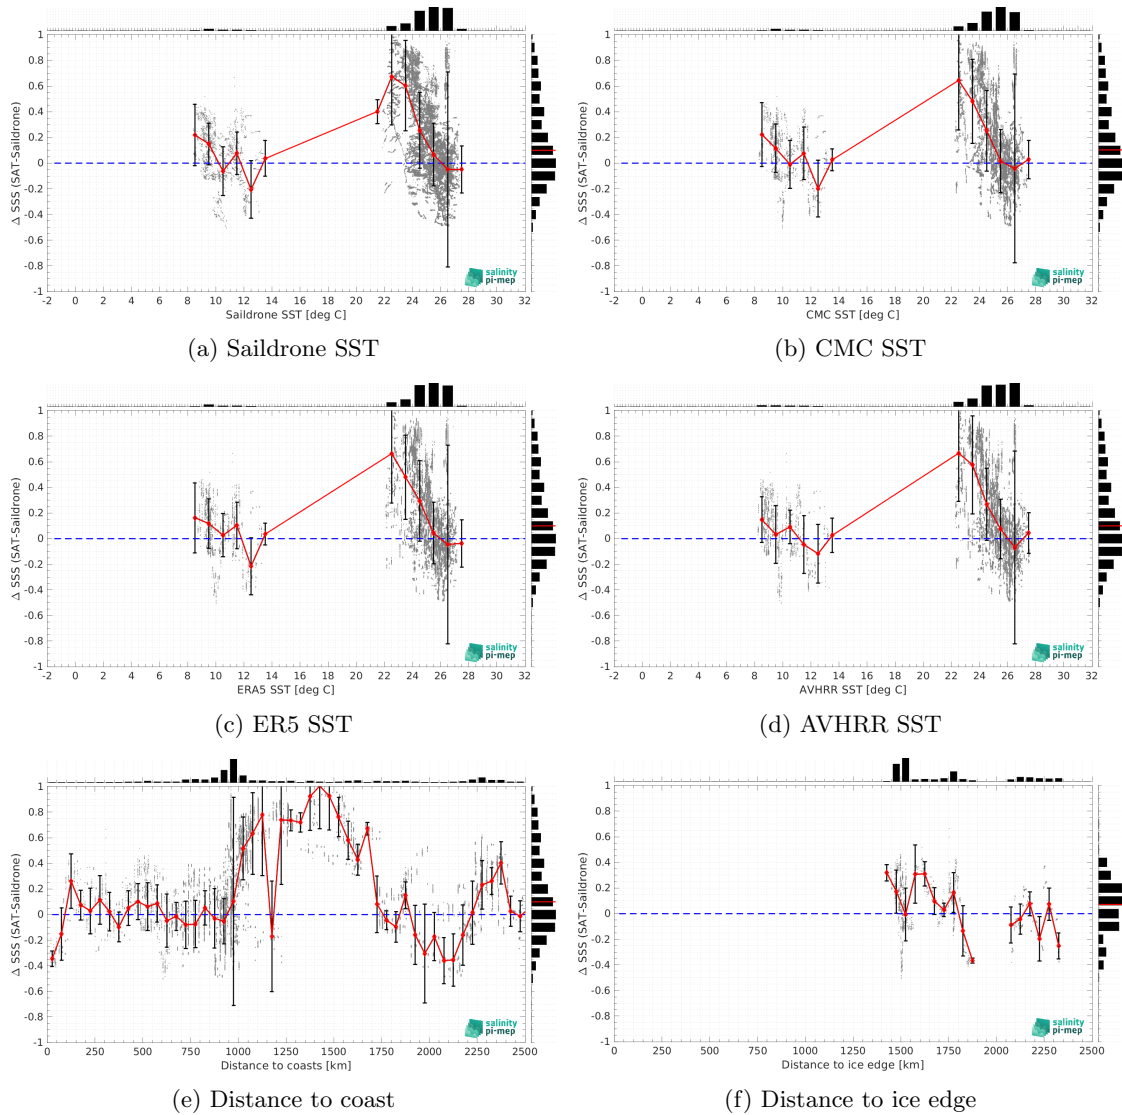 1
0.8
0.6
0.4
0.2
0
-0.2
-0.4
-0.6
-0.8
-1
Δ SSS (SAT-Saildrone)
-2 0 2 4 6 8 10 12 14 16 18 20 22 24 26 28 30 32
Saildrone SST [deg C]
salinity
pi-mep
(a) Saildrone SST
1
0.8
0.6
0.4
0.2
0
-0.2
-0.4
-0.6
-0.8
-1
Δ SSS (SAT-Saildrone)
-2 0 2 4 6 8 10 12 14 16 18 20 22 24 26 28 30 32
CMC SST [deg C]
salinity
pi-mep
(b) CMC SST
1
0.8
0.6
0.4
0.2
0
-0.2
-0.4
-0.6
-0.8
-1
Δ SSS (SAT-Saildrone)
-2 0 2 4 6 8 10 12 14 16 18 20 22 24 26 28 30 32
ERA5 SST [deg C]
salinity
pi-mep
(c) ER5 SST
1
0.8
0.6
0.4
0.2
0
-0.2
-0.4
-0.6
-0.8
-1
Δ SSS (SAT-Saildrone)
-2 0 2 4 6 8 10 12 14 16 18 20 22 24 26 28 30 32
AVHRR SST [deg C]
salinity
pi-mep
(d) AVHRR SST
1
0.8
0.6
0.4
0.2
0
-0.2
-0.4
-0.6
-0.8
-1
Δ SSS (SAT-Saildrone)
0 250 500 750 1000 1250 1500 1750 2000 2250 2500
Distance to coasts [km]
salinity
pi-mep
(e) Distance to coast
1
0.8
0.6
0.4
0.2
0
-0.2
-0.4
-0.6
-0.8
-1
Δ SSS (SAT-Saildrone)
0 250 500 750 1000 1250 1500 1750 2000 2250 2500
Distance to ice edge [km]
salinity
pi-mep
(f) Distance to ice edge